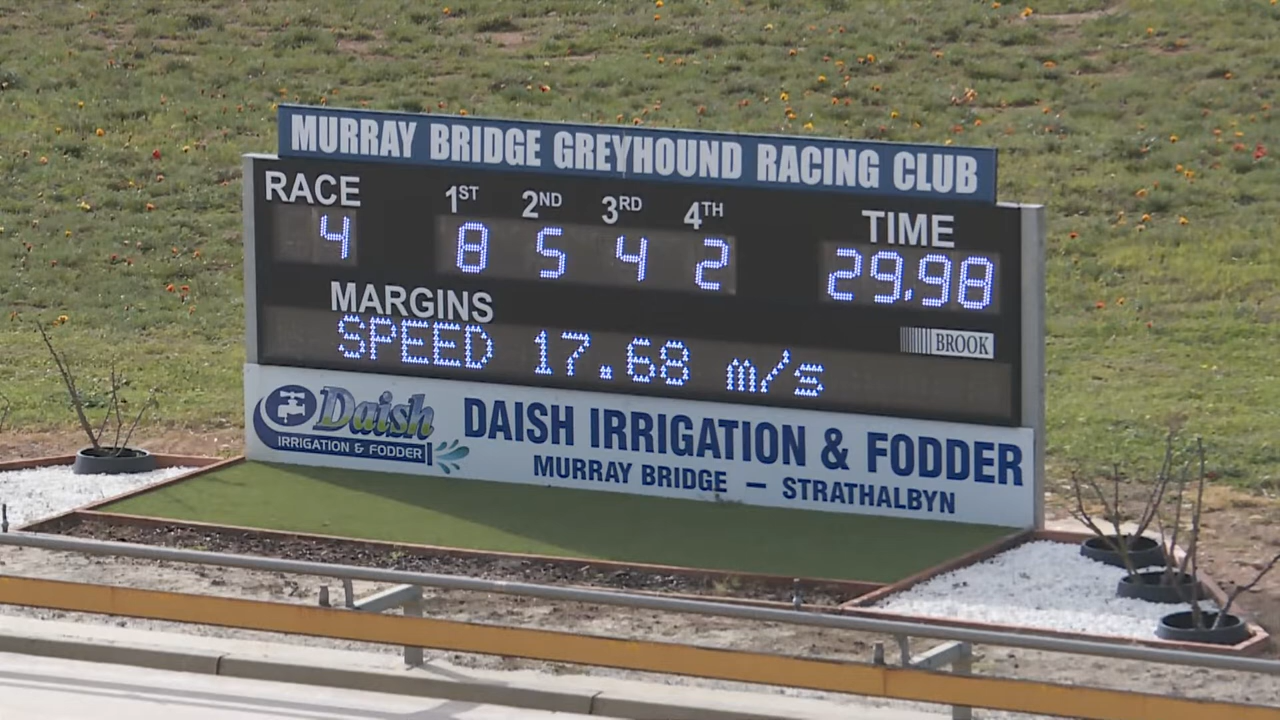 MURRAY BRIDGE GREYHOUND RACING CLUB
RACE 1ST 2ND 3RD 4TH TIME
4 8 5 4 2 29.98
MARGINS
SPEED 17.68 m/s
BROOK
Daish
IRRIGATION & FODDER
DAISH IRRIGATION & FODDER
MURRAY BRIDGE – STRATHALBYN